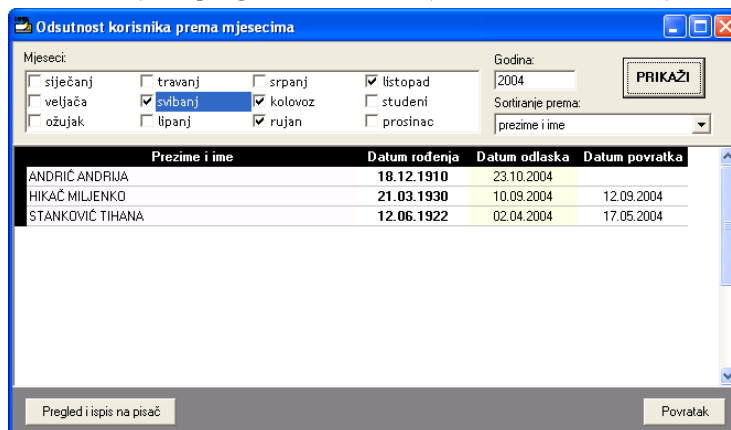 Odsutnost korisnika prema mjesecima
Mjeseci:
siječanj travanj srpanj listopad
veljača svibanj kolovoz studeni
ožujak lipanj rujan prosinac
Godina:
2004
Sortiranje prema:
prezime i ime
PRIKAŽI
Prezime i ime Datum rođenja Datum odlaska Datum povratka
ANDRIĆ ANDRIJA 18.12.1910 23.10.2004
HIKAČ MILJENKO 21.03.1930 10.09.2004 12.09.2004
STANKOVIĆ TIHANA 12.06.1922 02.04.2004 17.05.2004
Pregled i ispis na pisač Povratak